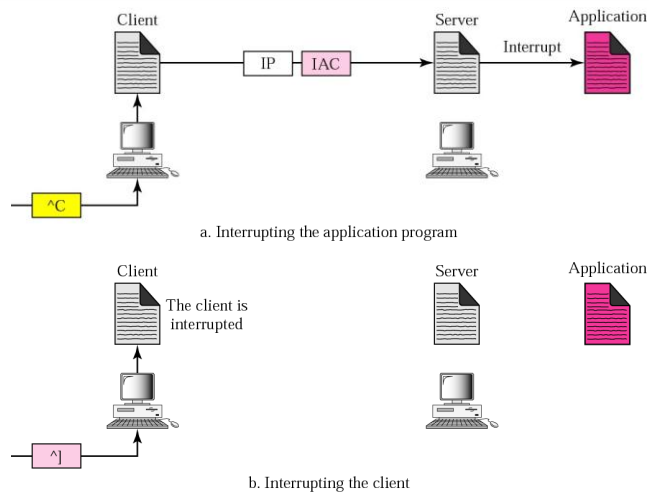 Client
Server
Application
IP
IAC
Interrupt
^C
a. Interrupting the application program
Client
Server
Application
The client is
interrupted
^]
b. Interrupting the client